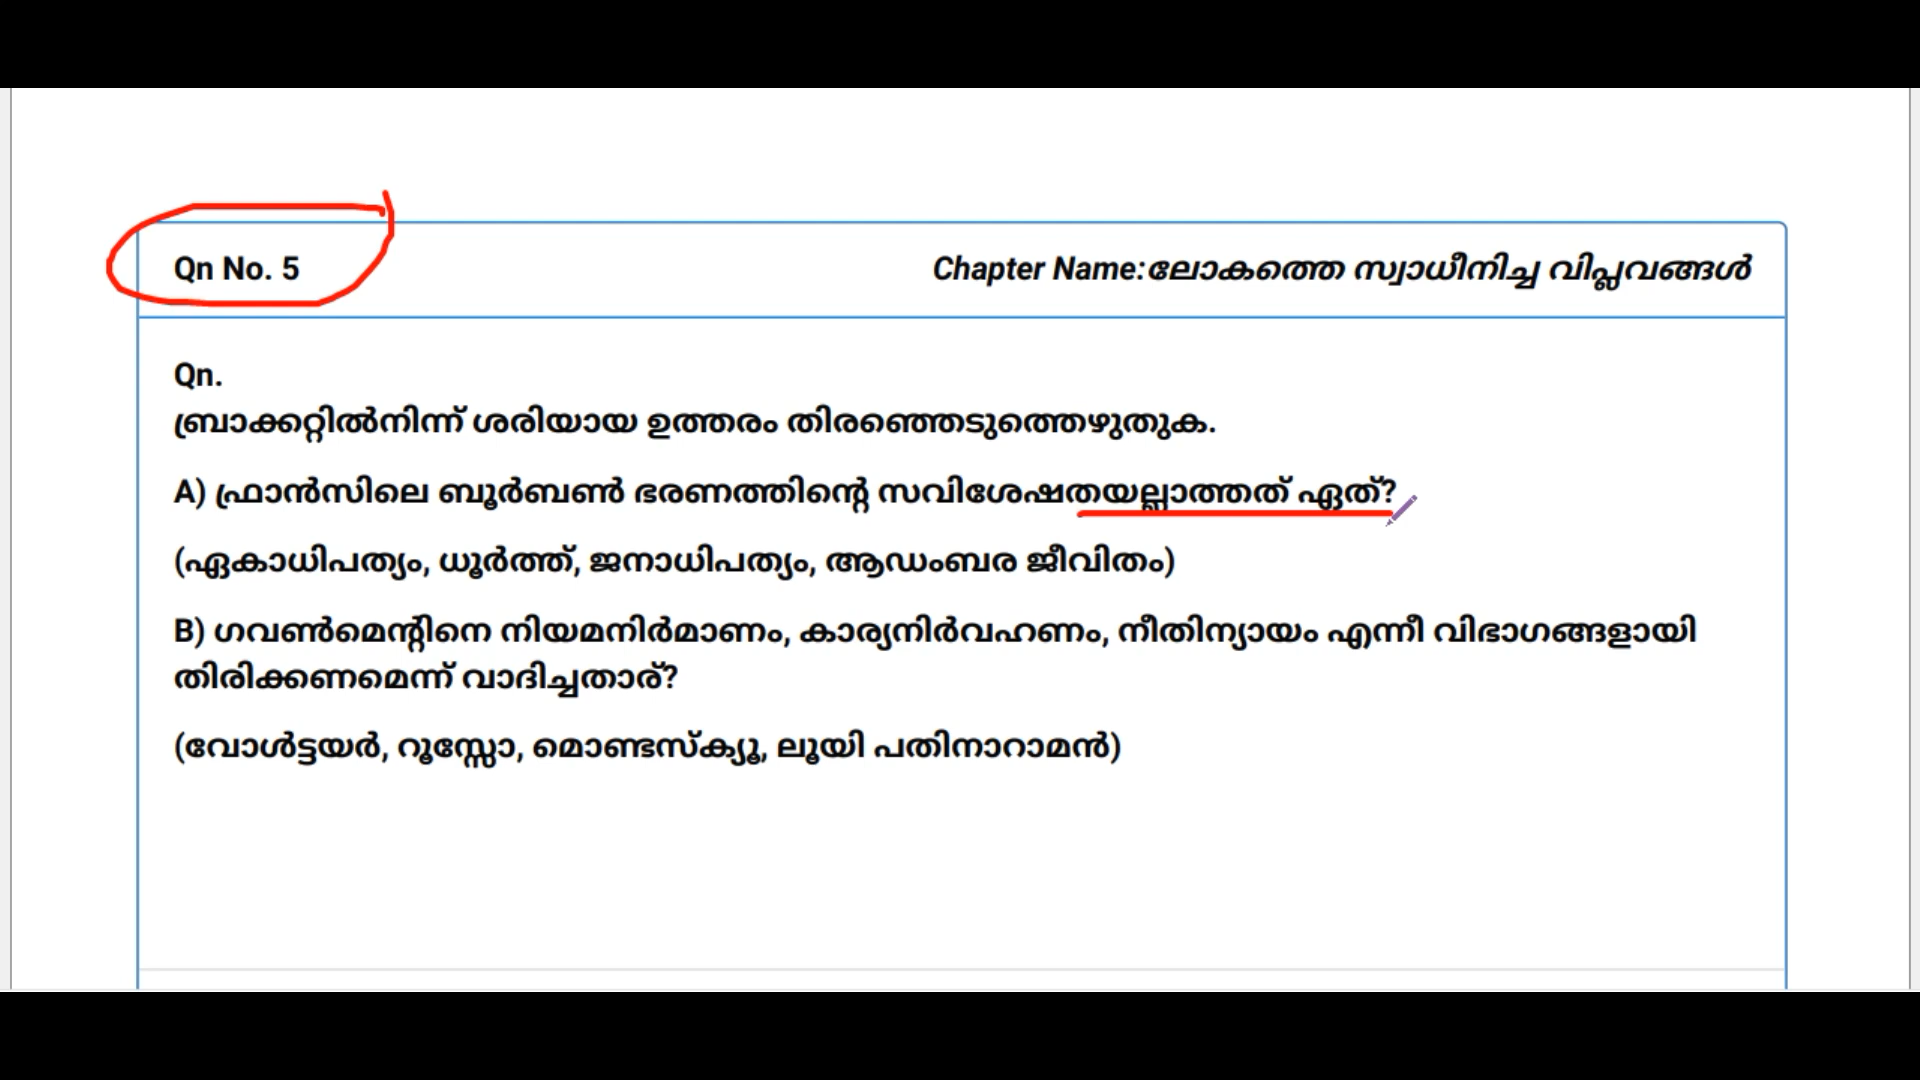 Qn No. 5
Chapter Name:ലോകത്തെ സ്വാധീനിച്ച വിപ്ലവങ്ങൾ
Qn.
ബ്രാക്കറ്റിൽനിന്ന് ശരിയായ ഉത്തരം തിരഞ്ഞെടുത്തെഴുതുക.
A) ഫ്രാൻസിലെ ബൂർബൺ ഭരണത്തിന്റെ സവിശേഷതയല്ലാത്തത് ഏത്?
(ഏകാധിപത്യം, ധൂർത്ത്, ജനാധിപത്യം, ആഡംബര ജീവിതം)
B) ഗവൺമെന്റിനെ നിയമനിർമാണം, കാര്യനിർവഹണം, നീതിന്യായം എന്നീ വിഭാഗങ്ങളായി
തിരിക്കണമെന്ന് വാദിച്ചതാര്?
(വോൾട്ടയർ, റൂസ്സോ, മൊണ്ടസ്ക്യൂ, ലൂയി പതിനാറാമൻ)